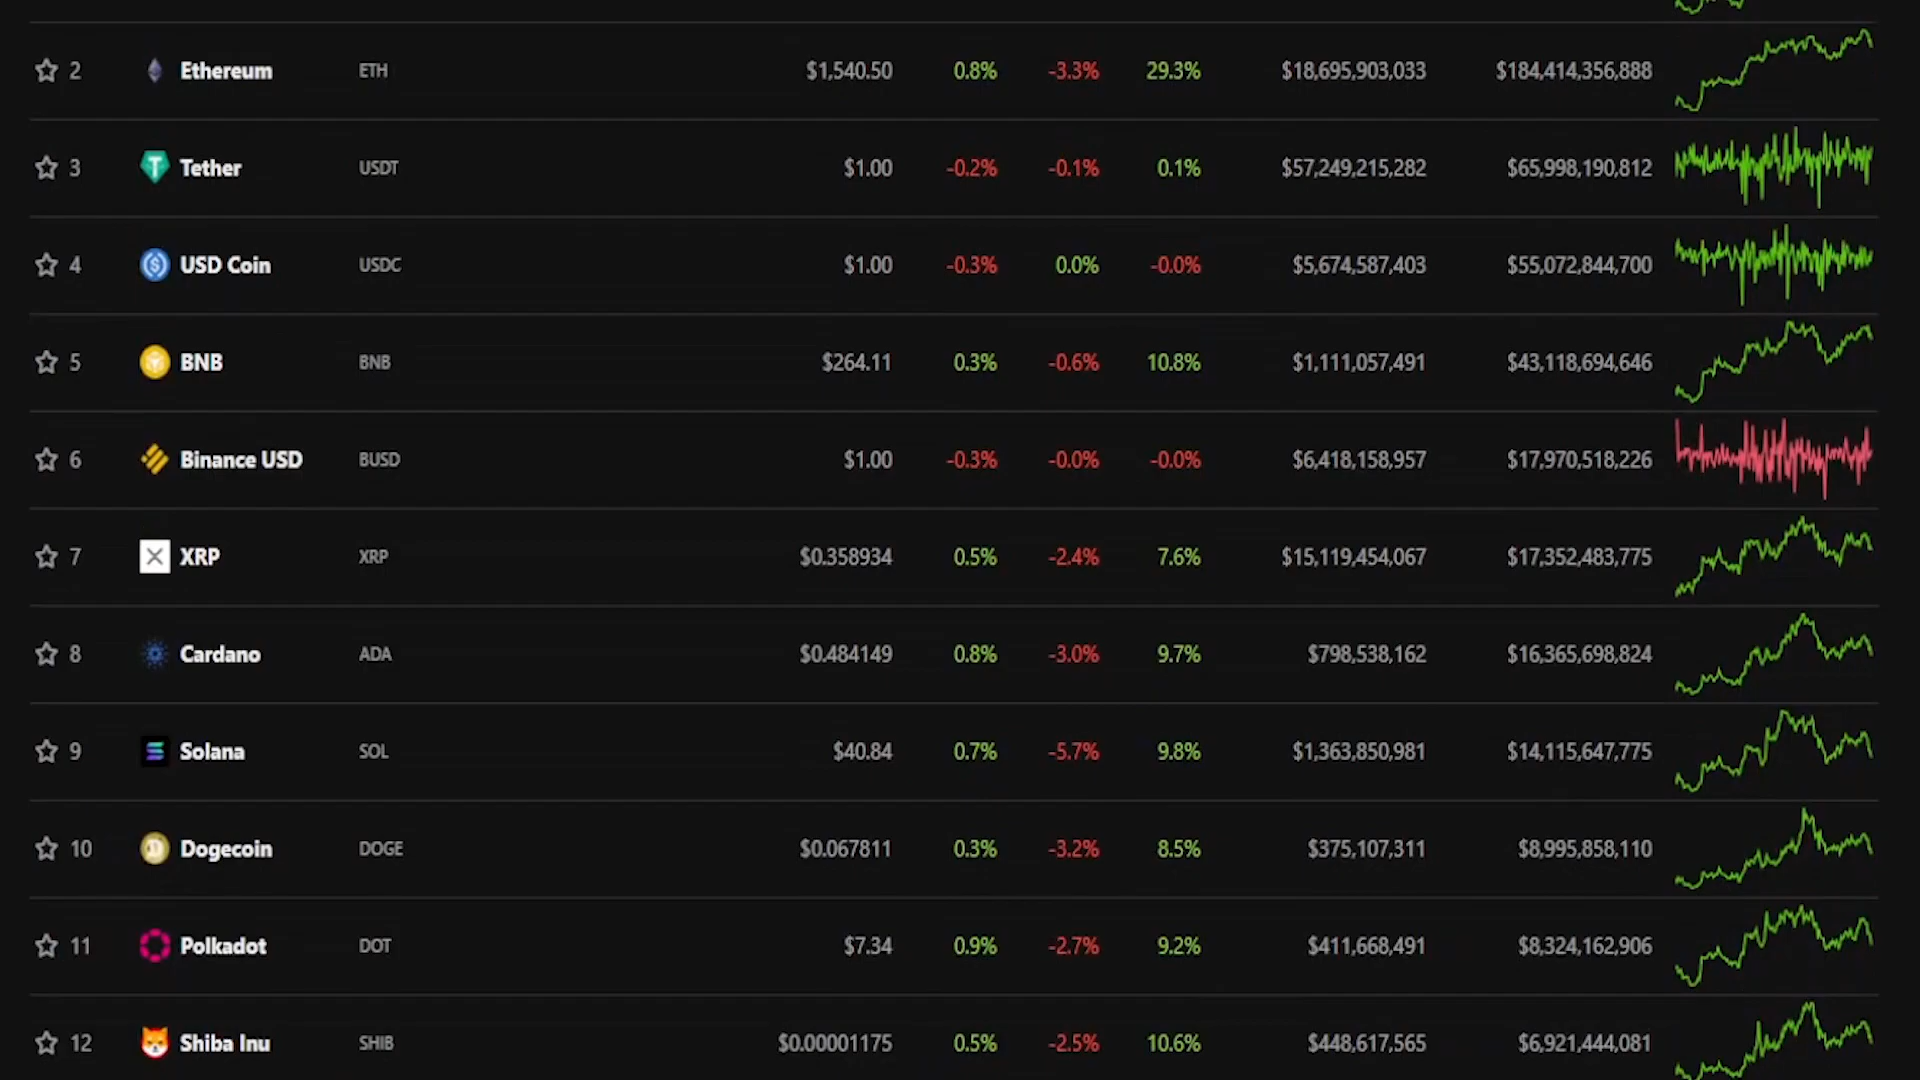 2 Ethereum ETH $1,540.50 0.8% -3.3% 29.3% $18,695,903,033 $184,414,356,888
3 Tether USDT $1.00 -0.2% -0.1% 0.1% $57,249,215,282 $65,998,190,812
4 USD Coin USDC $1.00 -0.3% 0.0% -0.0% $5,674,587,403 $55,072,844,700
5 BNB BNB $264.11 0.3% -0.6% 10.8% $1,111,057,491 $43,118,694,646
6 Binance USD BUSD $1.00 -0.3% -0.0% -0.0% $6,418,158,957 $17,970,518,226
7 XRP XRP $0.358934 0.5% -2.4% 7.6% $15,119,454,067 $17,352,483,775
8 Cardano ADA $0.484149 0.8% -3.0% 9.7% $798,538,162 $16,365,698,824
9 Solana SOL $40.84 0.7% -5.7% 9.8% $1,363,850,981 $14,115,647,775
10 Dogecoin DOGE $0.067811 0.3% -3.2% 8.5% $375,107,311 $8,995,858,110
11 Polkadot DOT $7.34 0.9% -2.7% 9.2% $411,668,491 $8,324,162,906
12 Shiba Inu SHIB $0.00001175 0.5% -2.5% 10.6% $448,617,565 $6,921,444,081